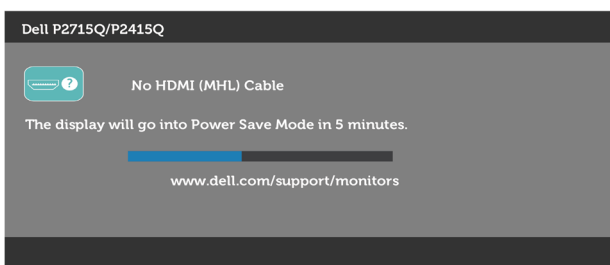 Dell P2715Q/P2415Q
?
No HDMI (MHL) Cable
The display will go into Power Save Mode in 5 minutes.
www.dell.com/support/monitors